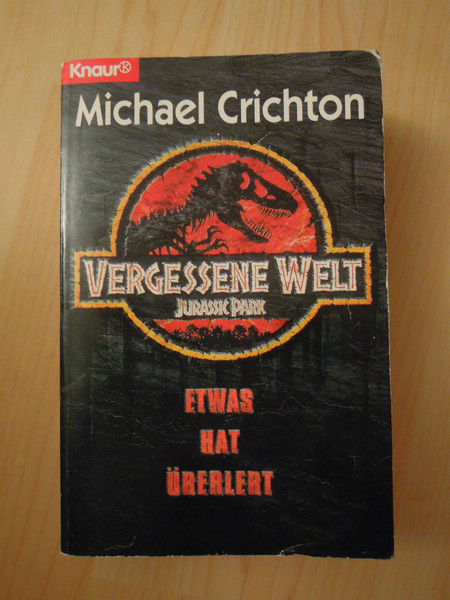 Knaur K
Michael Crichton
VERGESSENE WELT
JURASSIC PARK
ETWAS
HAT
ÜBERLEBT